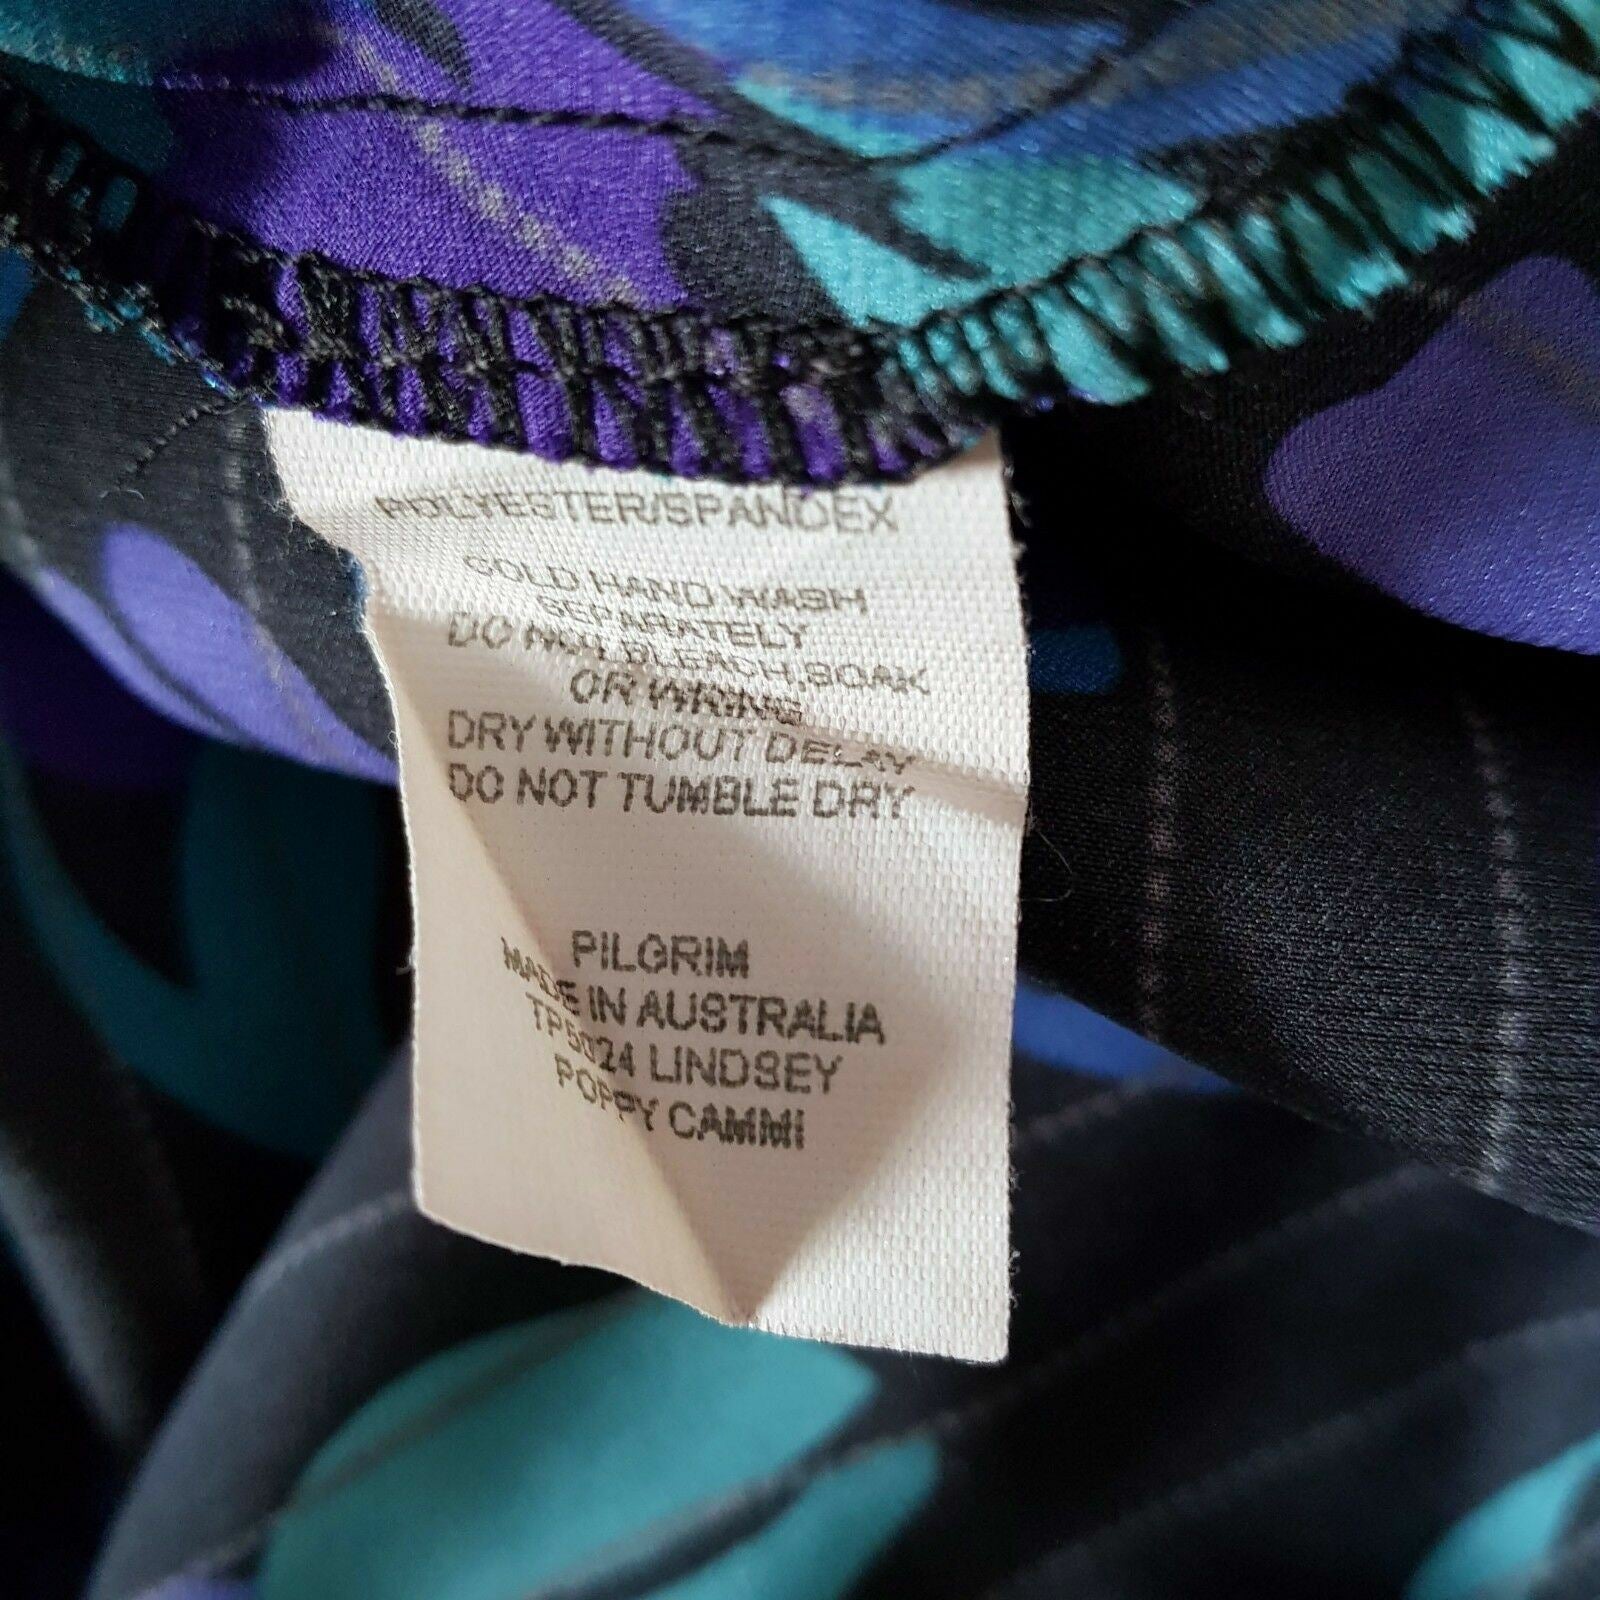 POLYESTER/SPANDEX
COLD HAND WASH
SEPARATELY
DO NOT BLEACH, SOAK
OR WRING
DRY WITHOUT DELAY
DO NOT TUMBLE DRY
PILGRIM
MADE IN AUSTRALIA
TP5024 LINDSEY
POPPY CAMMI